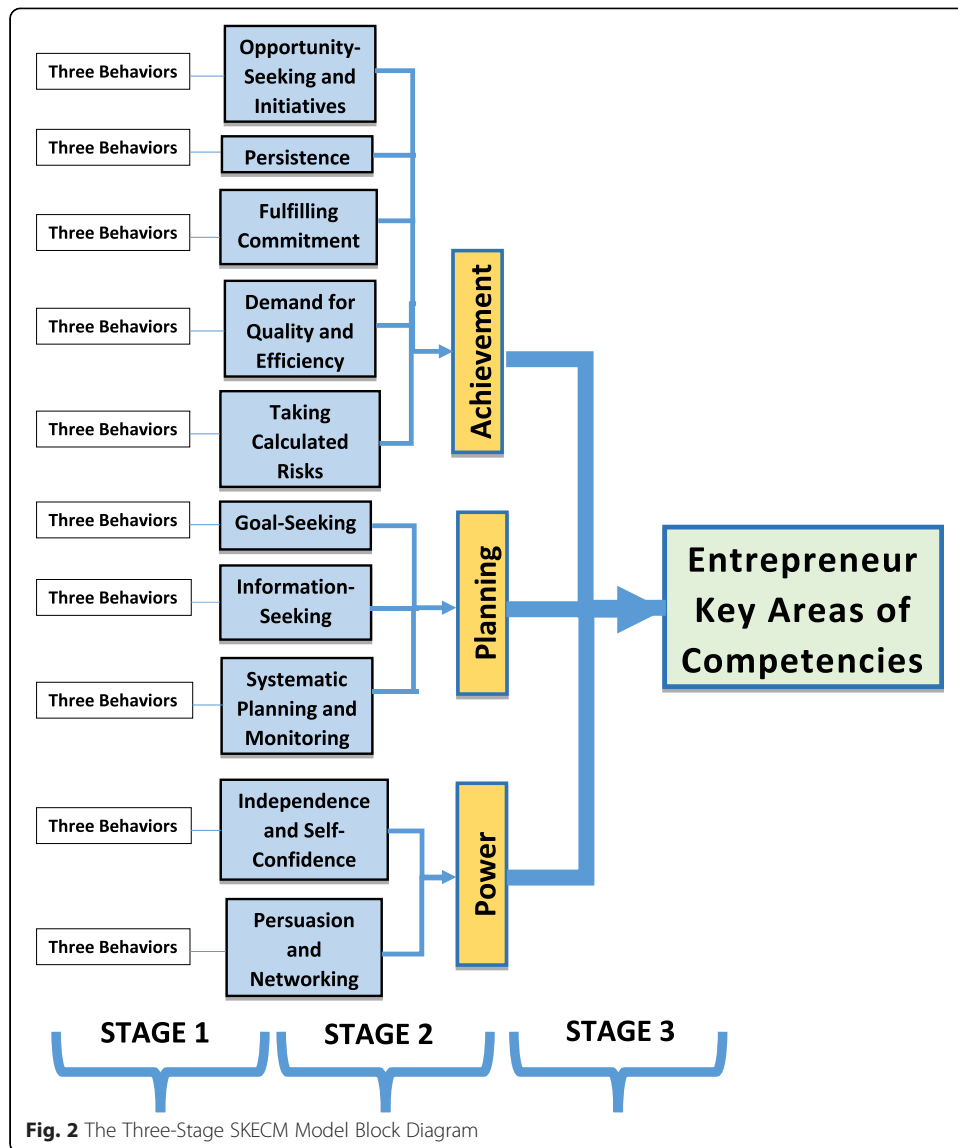 Three Behaviors
Opportunity-
Seeking and
Initiatives
Three Behaviors
Persistence
Three Behaviors
Fulfilling
Commitment
Three Behaviors
Demand for
Quality and
Efficiency
Three Behaviors
Taking
Calculated
Risks
Achievement
Three Behaviors
Goal-Seeking
Three Behaviors
Information-
Seeking
Three Behaviors
Systematic
Planning and
Monitoring
Planning
Three Behaviors
Independence
and Self-
Confidence
Three Behaviors
Persuasion
and
Networking
Power
Entrepreneur
Key Areas of
Competencies
STAGE 1
STAGE 2
STAGE 3
Fig. 2 The Three-Stage SKECM Model Block Diagram